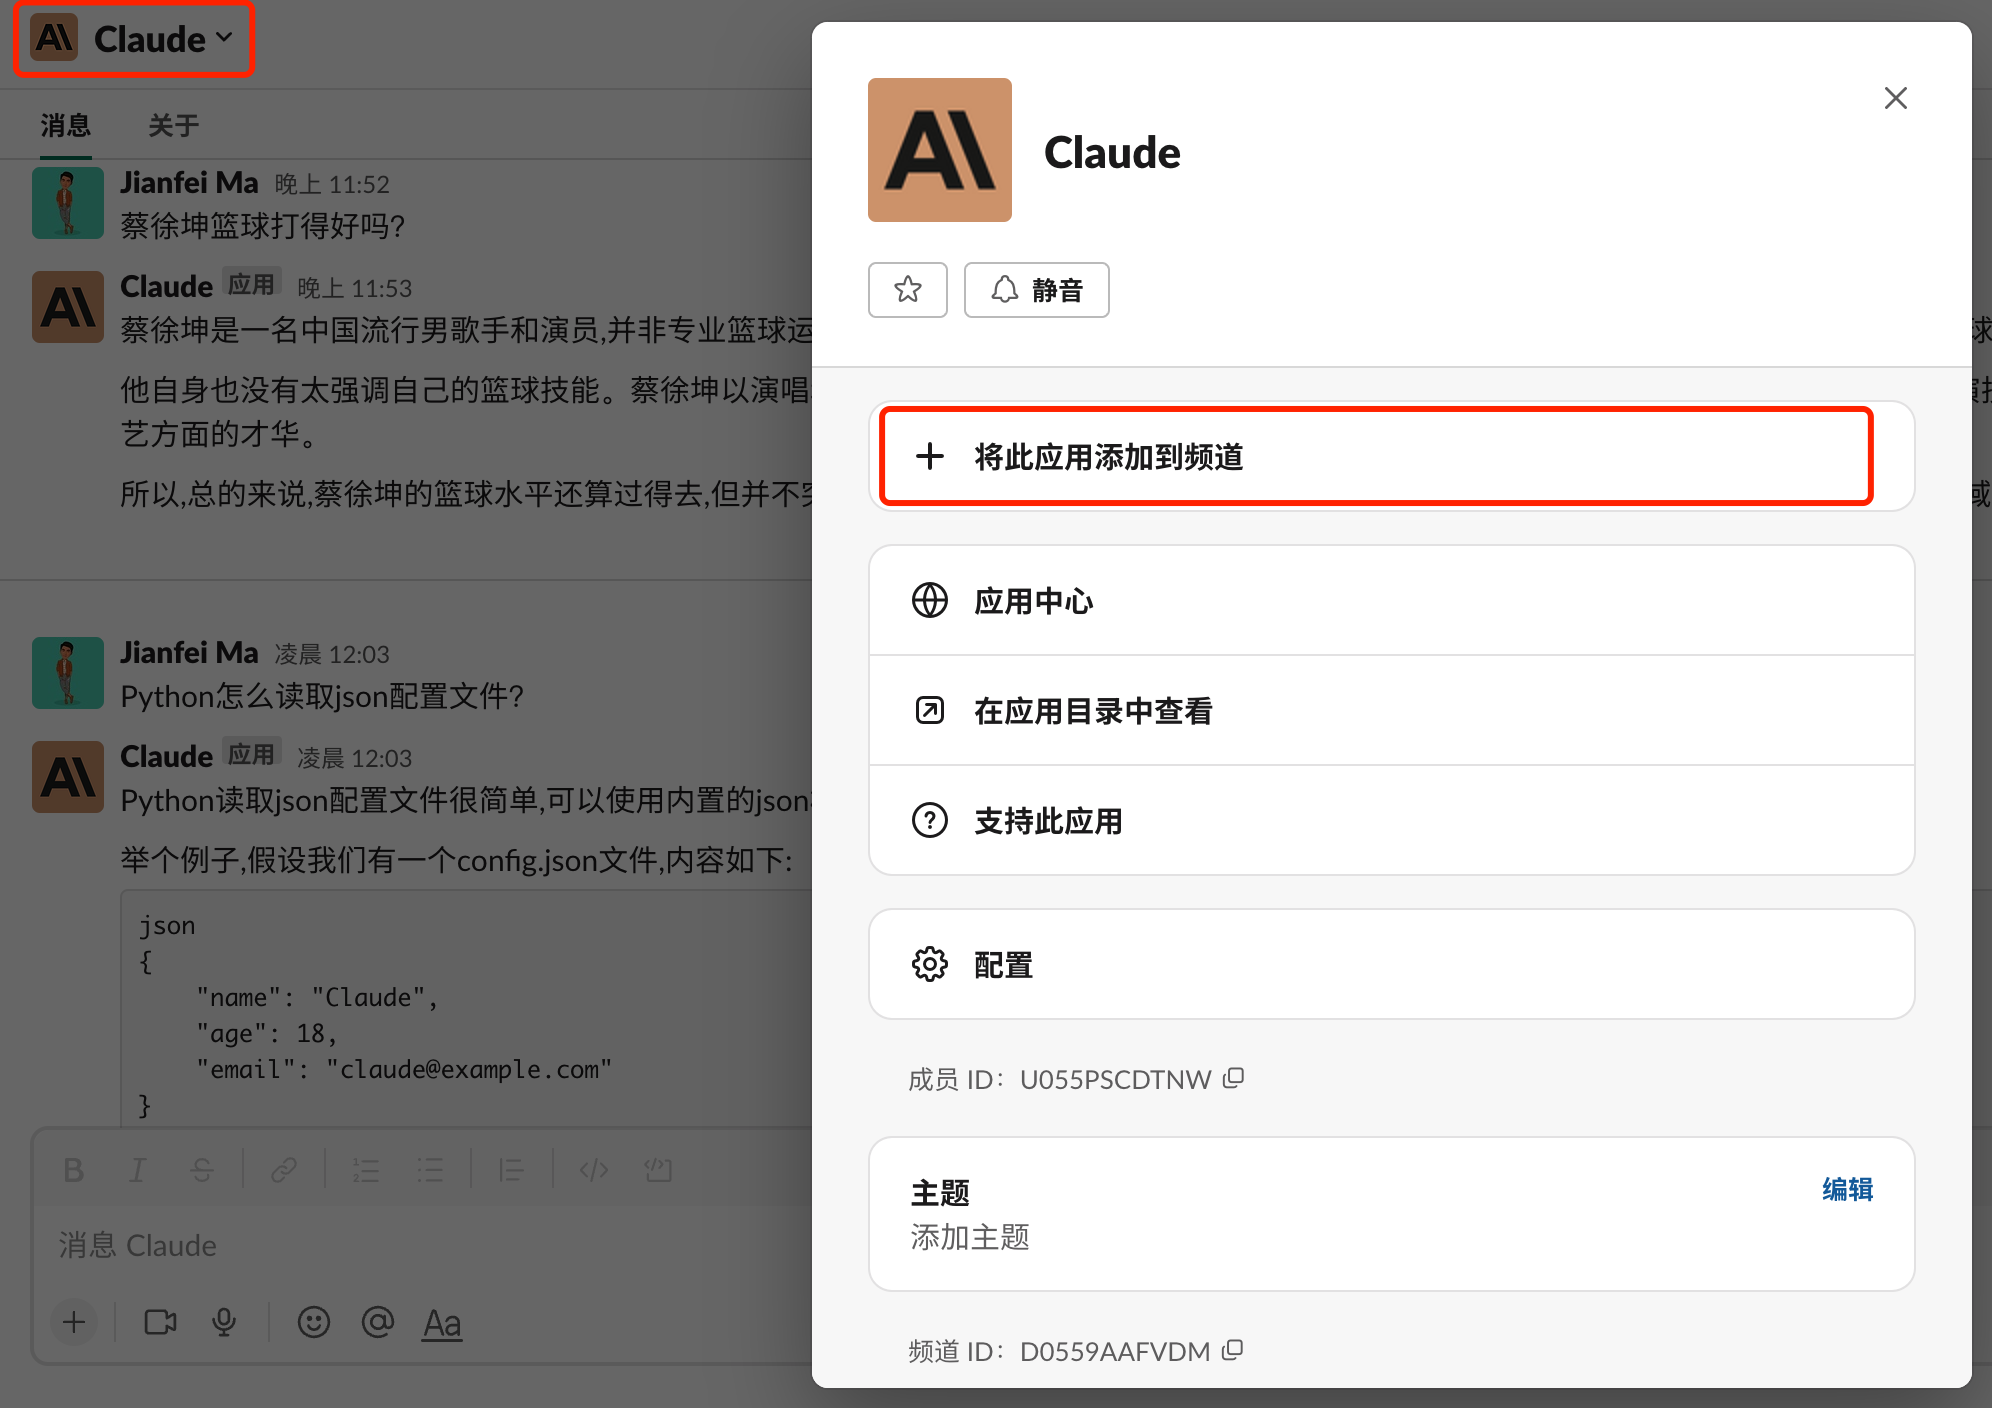 Claude
消息 关于
Jianfei Ma 晚上 11:52
蔡徐坤篮球打得好吗?
Claude 应用 晚上 11:53
蔡徐坤是一名中国流行男歌手和演员,并非专业篮球运
他自身也没有太强调自己的篮球技能。蔡徐坤以演唱
艺方面的才华。
所以,总的来说,蔡徐坤的篮球水平还算过得去,但并不
Jianfei Ma 凌晨 12:03
Python怎么读取json配置文件?
Claude 应用 凌晨 12:03
Python读取json配置文件很简单,可以使用内置的json
举个例子,假设我们有一个config.json文件,内容如下:
json
{
"name": "Claude",
"age": 18,
"email": "claude@example.com"
}
消息 Claude
Aa
Claude
静音
将此应用添加到频道
应用中心
在应用目录中查看
支持此应用
配置
成员 ID: U055PSCDTNW
主题
编辑
添加主题
频道 ID: D0559AAFVDM